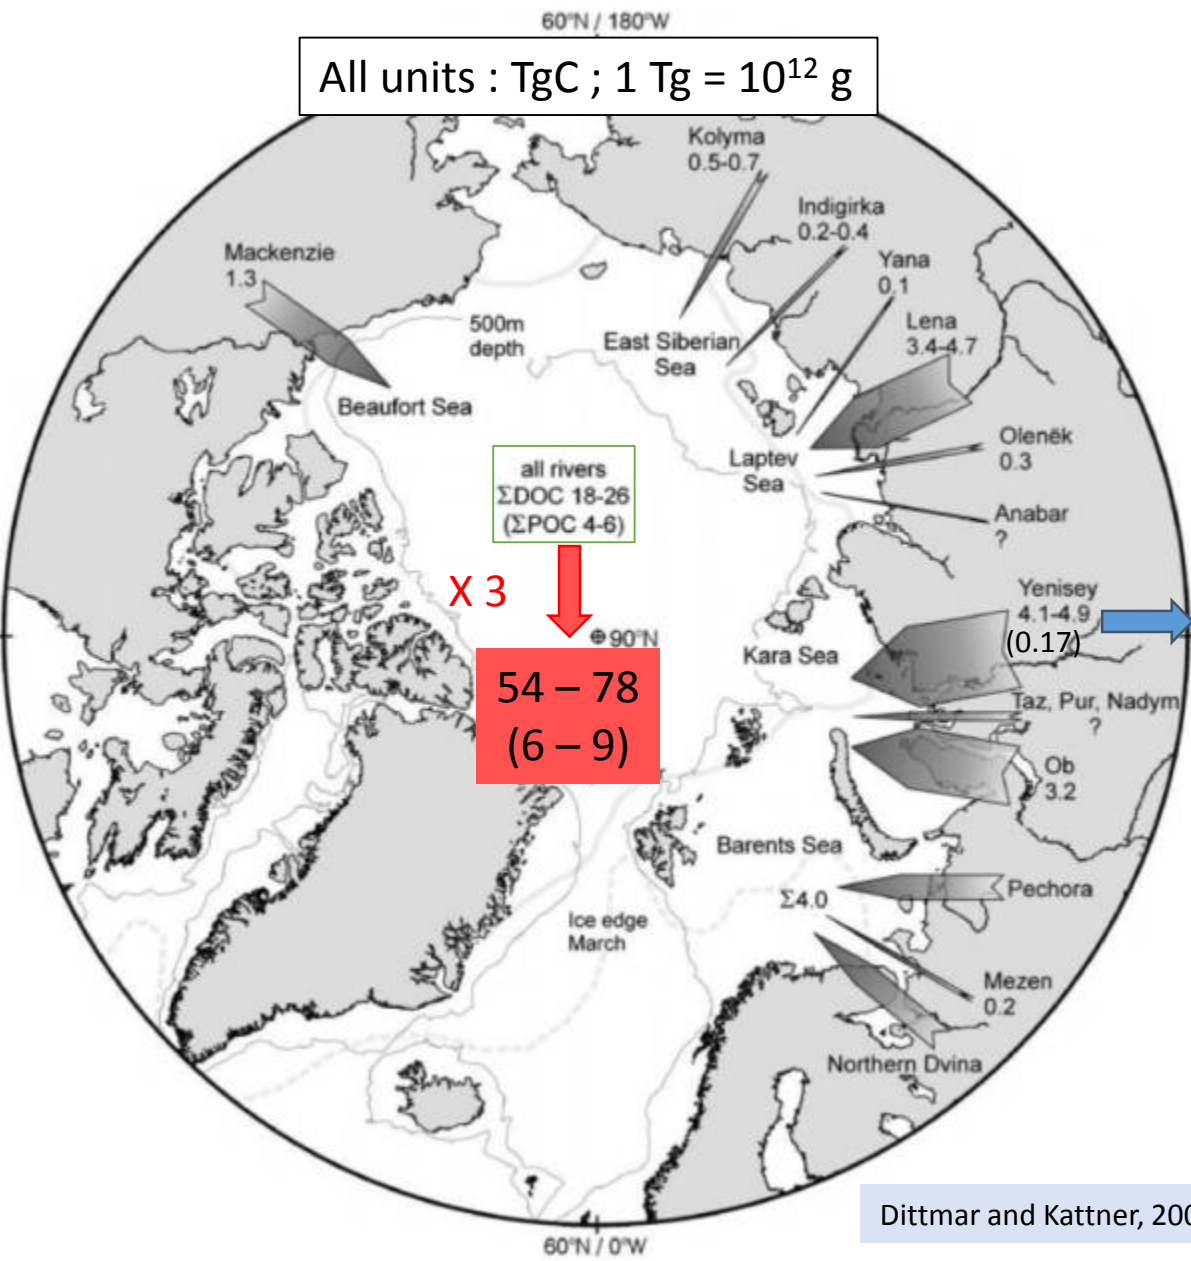 60°N / 180°W
All units : TgC ; 1 Tg = 10¹² g
Kolyma
0.5-0.7
Indigirka
0.2-0.4
Yana
0.1
Lena
3.4-4.7
Mackenzie
1.3
500m
depth
East Siberian
Sea
Beaufort Sea
Olenëk
0.3
Laptev
Sea
all rivers
ΣDOC 18-26
(ΣPOC 4-6)
Anabar
?
X 3
Yenisey
4.1-4.9
(0.17)
90°N
Kara Sea
54 – 78
(6 – 9)
Taz, Pur, Nadym
?
Ob
3.2
Barents Sea
Pechora
Σ4.0
Ice edge
March
Mezen
0.2
Northern Dvina
Dittmar and Kattner, 200
60°N / 0°W